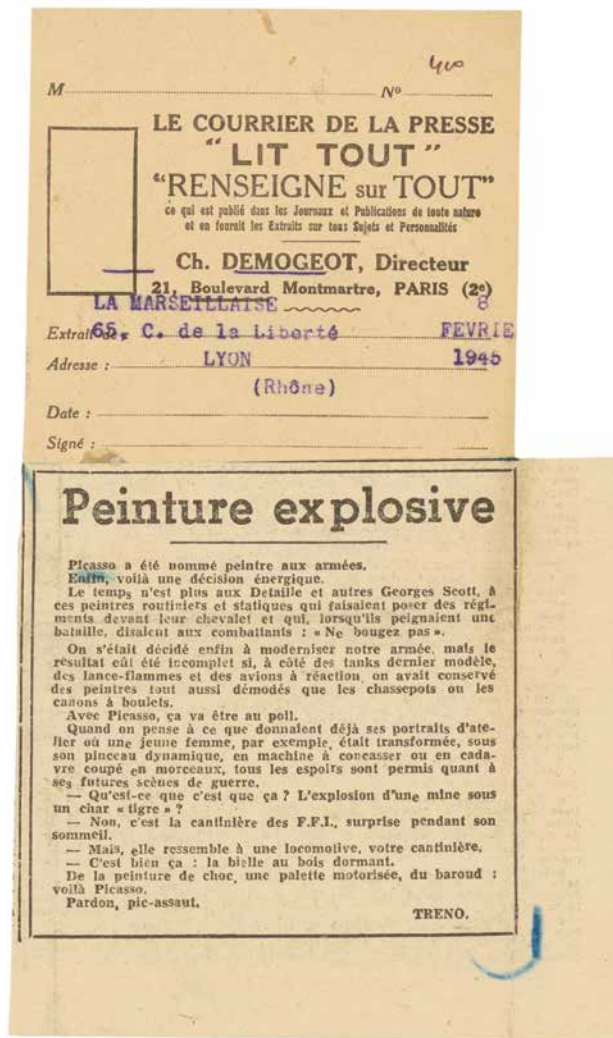 400
M Nº
LE COURRIER DE LA PRESSE
"LIT TOUT"
"RENSEIGNE sur TOUT"
ce qui est publié dans les Journaux et Publications de toute nature
et en fournit les Extraits sur tous Sujets et Personnalités
Ch. DEMOGEOT, Directeur
21, Boulevard Montmartre, PARIS (2e)
LA MARSEILLAISE 8
Extrait de : 65, C. de la Liberté FEVRIE
Adresse : LYON 1945
(Rhône)
Date :
Signé :
Peinture explosive
Picasso a été nommé peintre aux armées.
Enfin, voilà une décision énergique.
Le temps n'est plus aux Detaille et autres Georges Scott, à
ces peintres routiniers et statiques qui faisaient poser des régi-
ments devant leur chevalet et qui, lorsqu'ils peignaient une
bataille, disaient aux combattants : « Ne bougez pas ».
On s'était décidé enfin à moderniser notre armée, mais le
résultat eût été incomplet si, à côté des tanks dernier modèle,
des lance-flammes et des avions à réaction, on avait conservé
des peintres tout aussi démodés que les chassepots ou les
canons à boulets.
Avec Picasso, ça va être au poil.
Quand on pense à ce que donnaient déjà ses portraits d'ate-
lier où une jeune femme, par exemple, était transformée, sous
son pinceau dynamique, en machine à concasser ou en cada-
vre coupé en morceaux, tous les espoirs sont permis quant à
ses futures scènes de guerre.
— Qu'est-ce que c'est que ça ? L'explosion d'une mine sous
un char « tigre » ?
— Non, c'est la cantinière des F.F.I., surprise pendant son
sommeil.
— Mais, elle ressemble à une locomotive, votre cantinière.
— C'est bien ça : la bielle au bois dormant.
De la peinture de choc, une palette motorisée, du baroud :
voilà Picasso.
Pardon, pic-assaut.
TRENO.